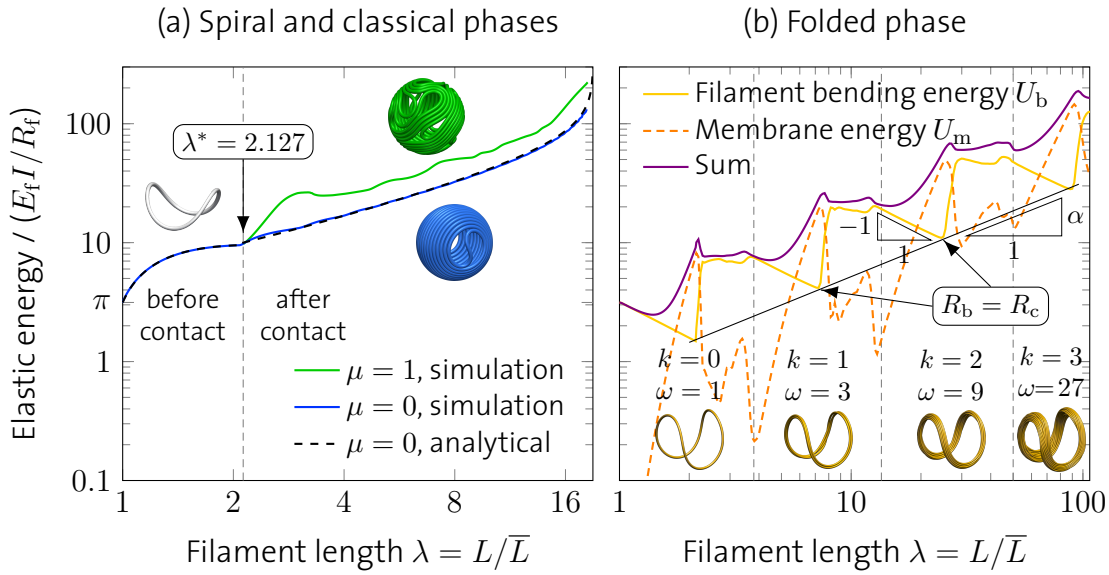 (a) Spiral and classical phases
Elastic energy / (E_f I/R_f)
100
10
π
1
0.1
λ* = 2.127
before
contact
after
contact
μ = 1, simulation
μ = 0, simulation
μ = 0, analytical
1 2 4 8 16
Filament length λ = L/L̅
(b) Folded phase
Filament bending energy U_b
Membrane energy U_m
Sum
−1
1
α
1
R_b = R_c
k = 0
ω = 1
k = 1
ω = 3
k = 2
ω = 9
k = 3
ω=27
1 10 100
Filament length λ = L/L̅